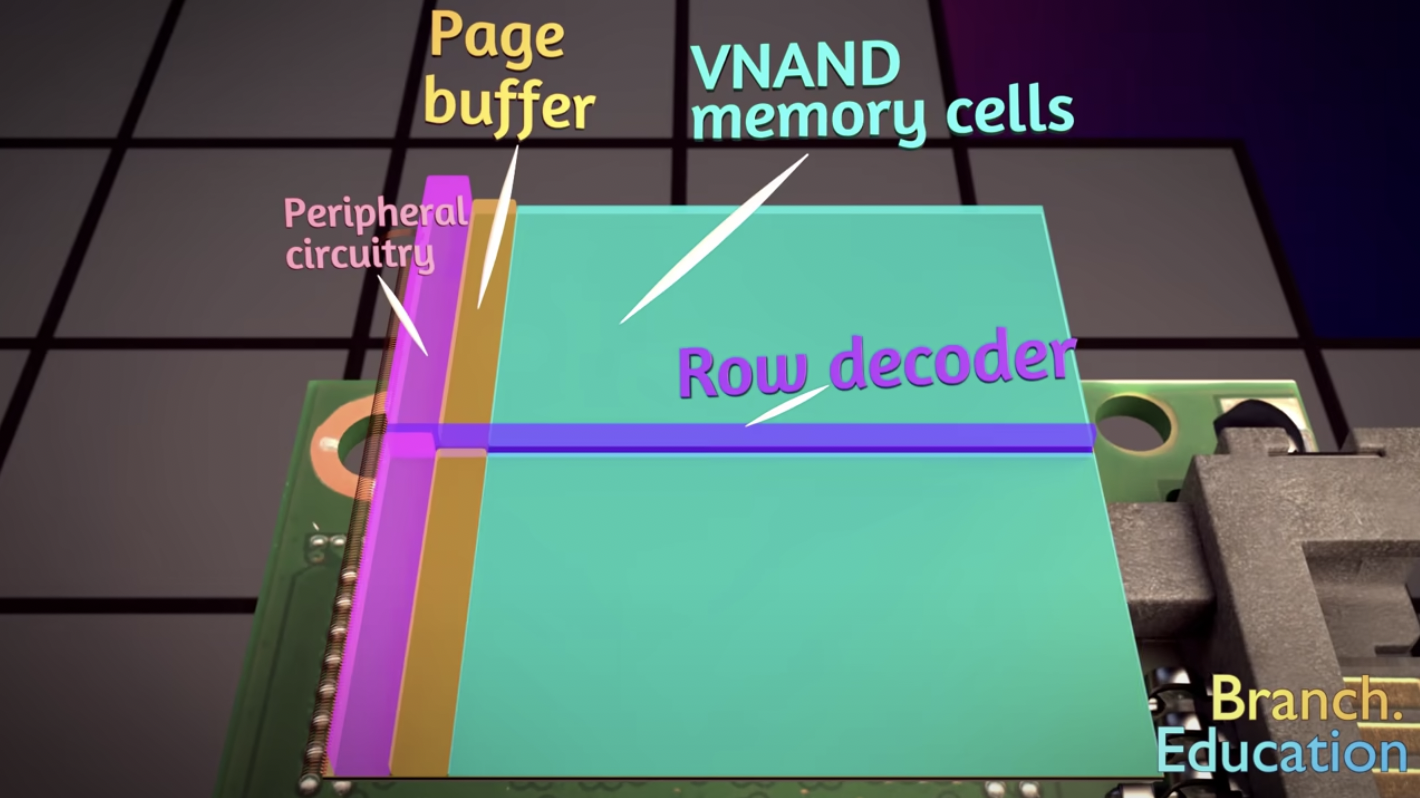 Page
buffer
VNAND
memory cells
Peripheral
circuitry
Row decoder
Branch.
Education